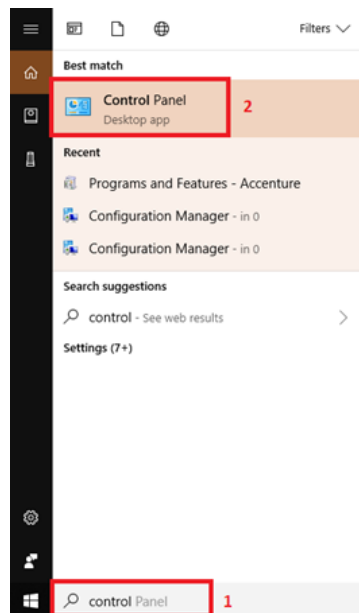 Filters
Best match
Control Panel
Desktop app
2
Recent
Programs and Features - Accenture
Configuration Manager - in 0
Configuration Manager - in 0
Search suggestions
control - See web results
Settings (7+)
control Panel
1